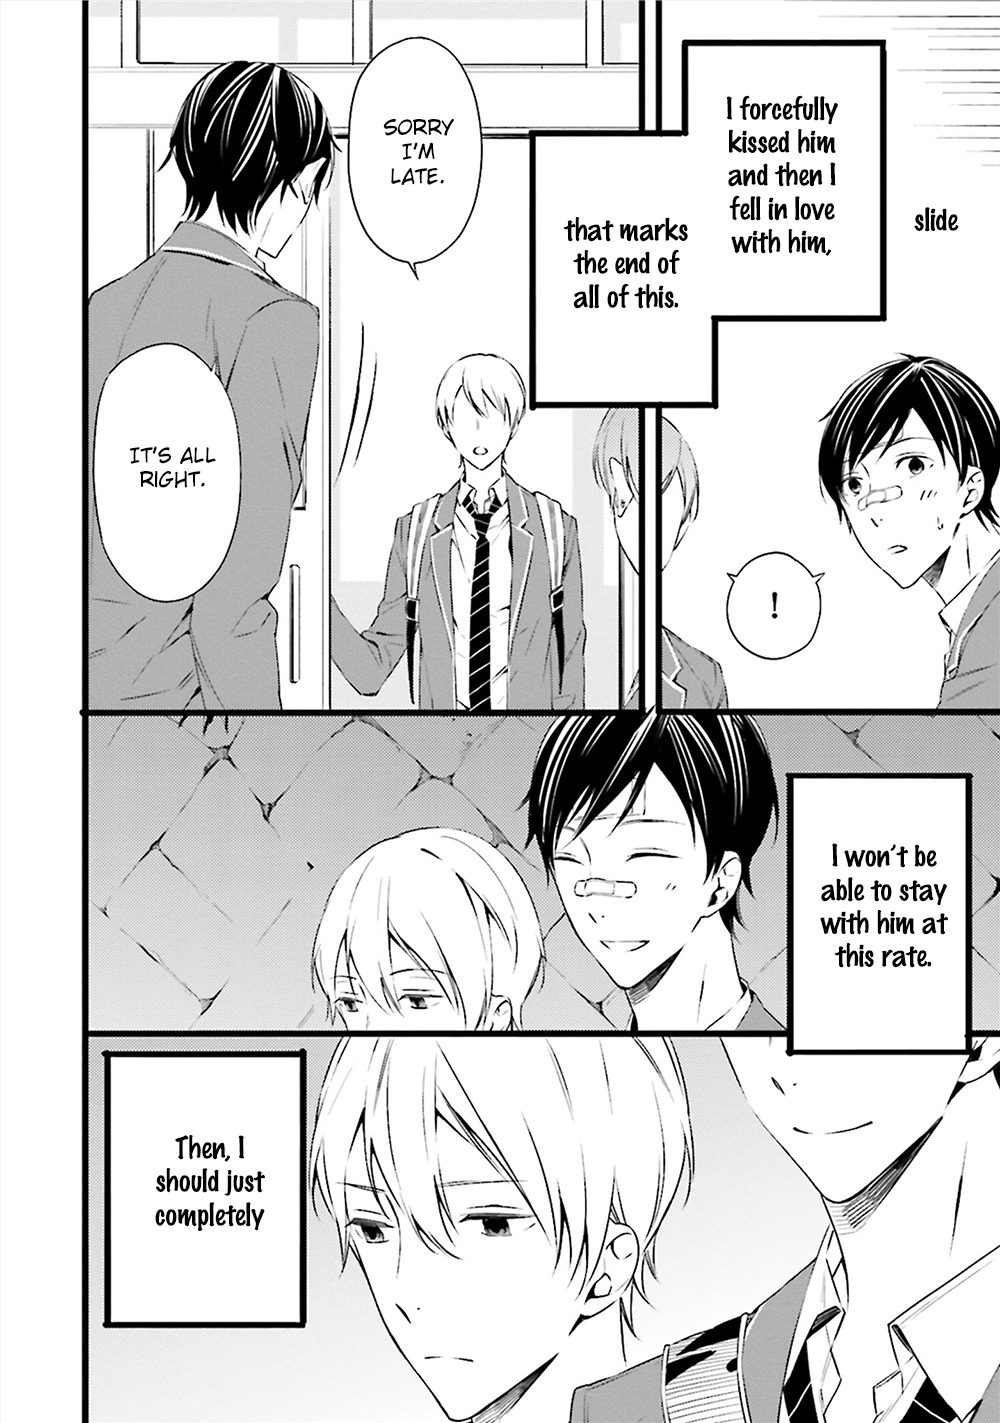 slide
I forcefully
kissed him
and then I
fell in love
with him,
!
that marks
the end of
all of this.
SORRY
I'M
LATE.
IT'S ALL
RIGHT.
I won't be
able to stay
with him at
this rate.
Then, I
should just
completely